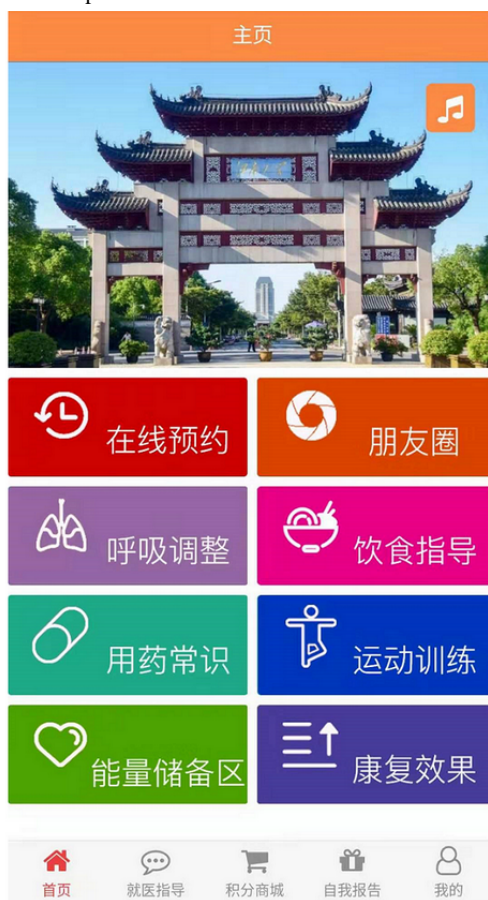 主页
在线预约
朋友圈
呼吸调整
饮食指导
用药常识
运动训练
能量储备区
康复效果
首页
就医指导
积分商城
自我报告
我的